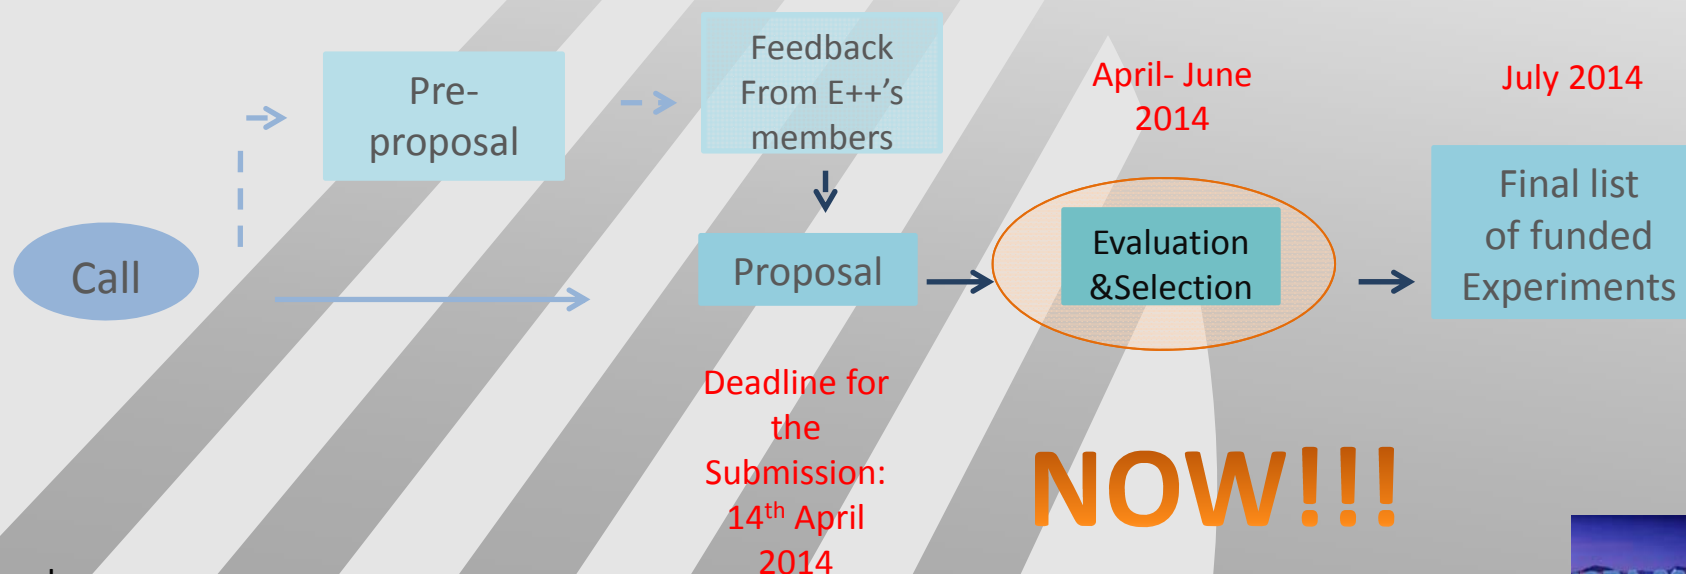 Call
Pre-
proposal
Feedback
From E++'s
members
Proposal
Deadline for
the
Submission:
14th April
2014
April- June
2014
Evaluation
&Selection
NOW!!!
July 2014
Final list
of funded
Experiments